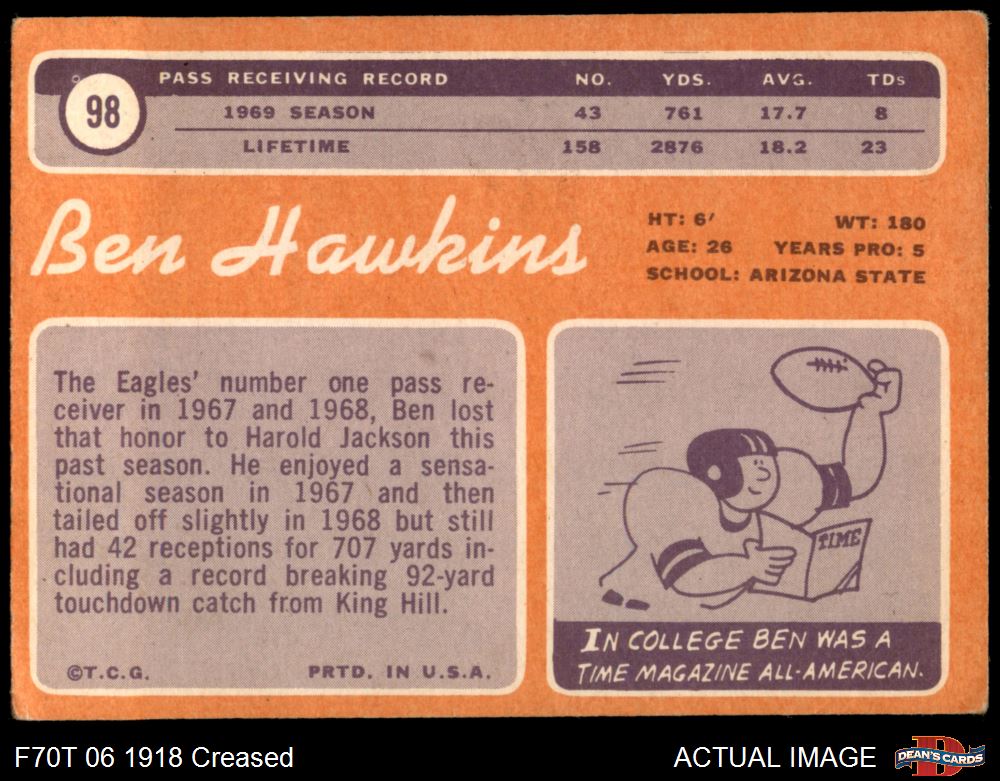 98
PASS RECEIVING RECORD NO. YDS. AVG. TDs
1969 SEASON 43 761 17.7 8
LIFETIME 158 2876 18.2 23
Ben Hawkins
HT: 6' WT: 180
AGE: 26 YEARS PRO: 5
SCHOOL: ARIZONA STATE
The Eagles' number one pass re-
ceiver in 1967 and 1968, Ben lost
that honor to Harold Jackson this
past season. He enjoyed a sensa-
tional season in 1967 and then
tailed off slightly in 1968 but still
had 42 receptions for 707 yards in-
cluding a record breaking 92-yard
touchdown catch from King Hill.
©T.C.G. PRTD. IN U.S.A.
TIME
IN COLLEGE BEN WAS A
TIME MAGAZINE ALL-AMERICAN.
F70T 06 1918 Creased
ACTUAL IMAGE
D
DEAN'S CARDS